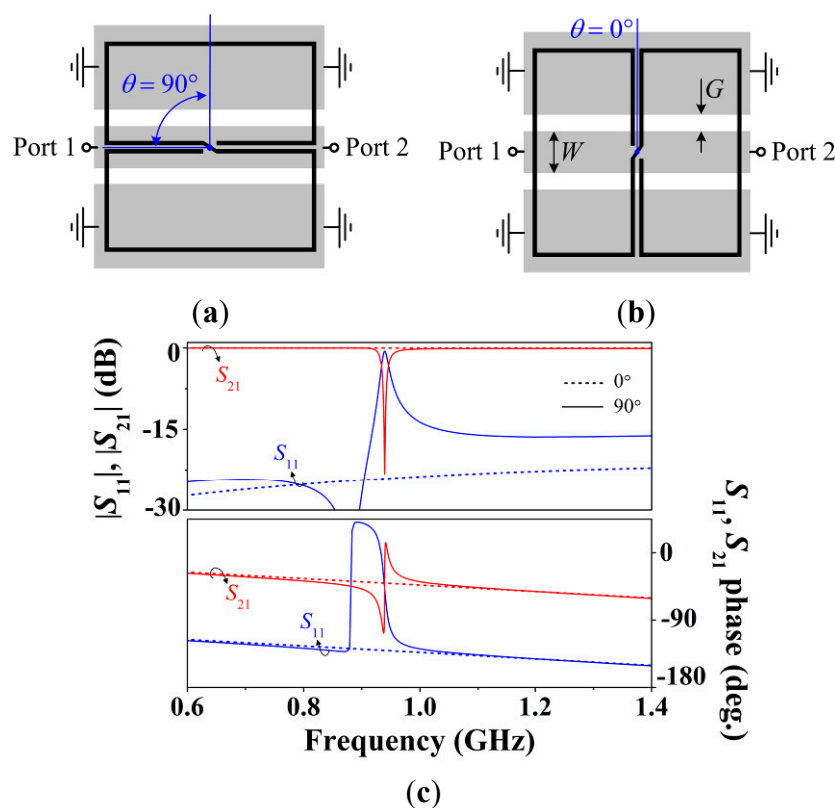 θ = 90°
Port 1
Port 2
(a)
θ = 0°
G
W
Port 1
Port 2
(b)
|S11|, |S21| (dB)
0
-15
-30
S21
S11
0°
90°
S11, S21 phase (deg.)
0
-90
-180
S21
S11
0.6
0.8
1.0
1.2
1.4
Frequency (GHz)
(c)